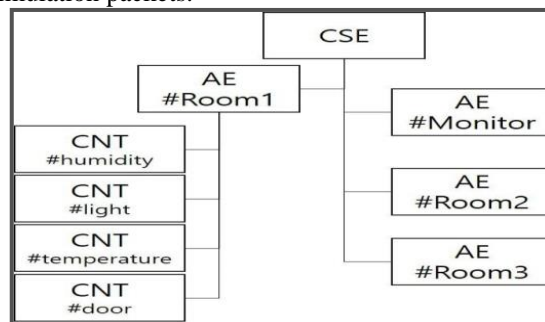 CSE
AE
#Room1
AE
#Monitor
CNT
#humidity
CNT
#light
AE
#Room2
CNT
#temperature
AE
#Room3
CNT
#door